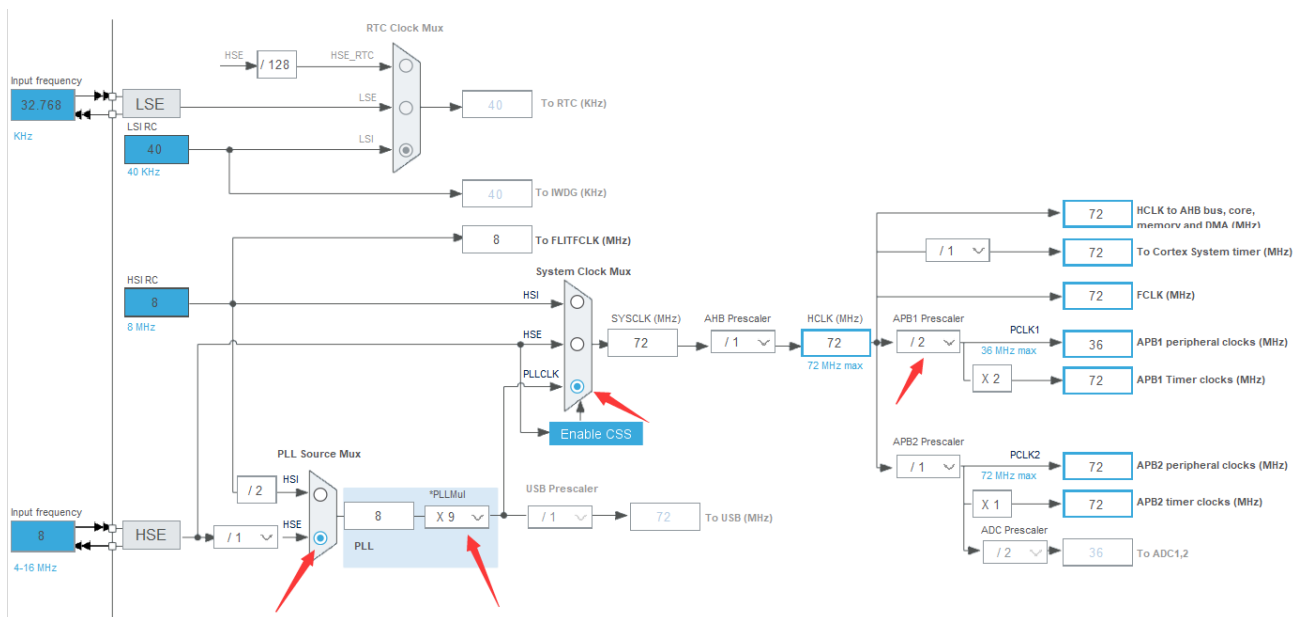 RTC Clock Mux
HSE
/ 128
HSE_RTC
Input frequency
32.768
KHz
LSE
LSE
40
To RTC (KHz)
LSI RC
40
40 KHz
LSI
40
To IWDG (KHz)
8
To FLITFCLK (MHz)
HSI RC
8
8 MHz
System Clock Mux
HSI
HSE
PLLCLK
SYSCLK (MHz)
72
AHB Prescaler
/ 1
HCLK (MHz)
72
72 MHz max
Enable CSS
72
HCLK to AHB bus, core,
memory and DMA (MHz)
/ 1
72
To Cortex System timer (MHz)
72
FCLK (MHz)
APB1 Prescaler
/ 2
PCLK1
36 MHz max
36
APB1 peripheral clocks (MHz)
X 2
72
APB1 Timer clocks (MHz)
APB2 Prescaler
/ 1
PCLK2
72 MHz max
72
APB2 peripheral clocks (MHz)
X 1
72
APB2 timer clocks (MHz)
ADC Prescaler
/ 2
36
To ADC1,2
PLL Source Mux
/ 2
HSI
Input frequency
8
4-16 MHz
HSE
/ 1
HSE
8
*PLLMul
X 9
PLL
USB Prescaler
/ 1
72
To USB (MHz)